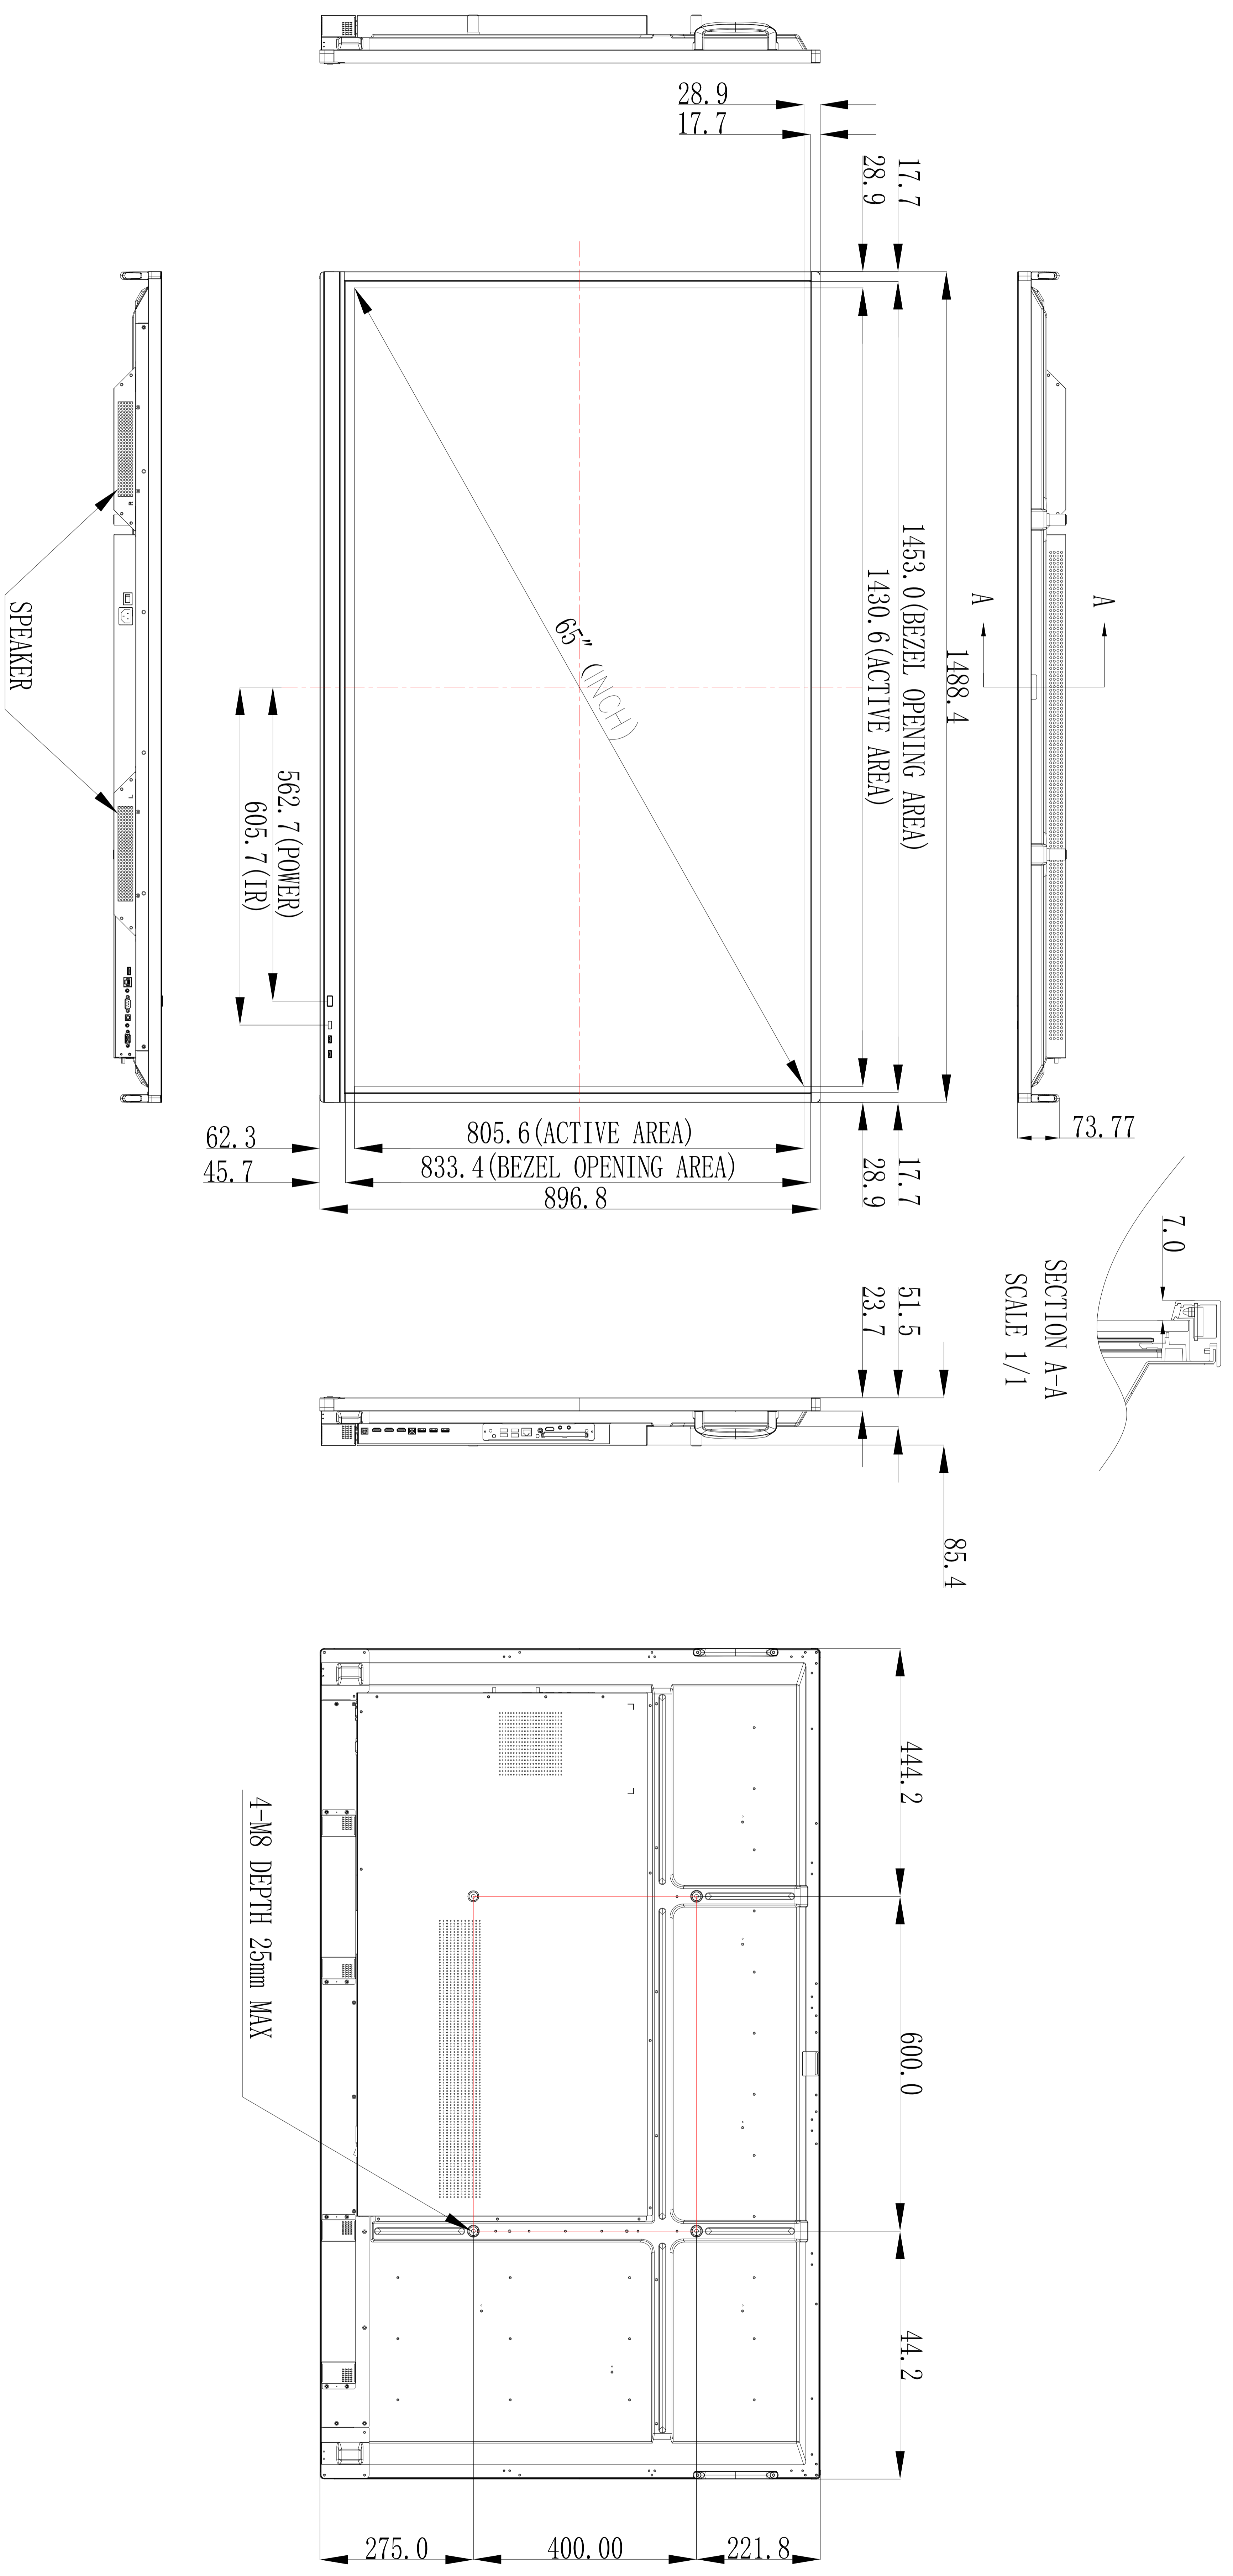 28.9
17.7
17.7
28.9
1488.4
1453.0(BEZEL OPENING AREA)
1430.6(ACTIVE AREA)
65" (INCH)
A
A
SPEAKER
R
L
562.7(POWER)
605.7(IR)
73.77
805.6(ACTIVE AREA)
833.4(BEZEL OPENING AREA)
896.8
62.3
45.7
17.7
28.9
7.0
SECTION A-A
SCALE 1/1
51.5
23.7
85.4
444.2
600.0
44.2
4-M8 DEPTH 25mm MAX
275.0
400.00
221.8